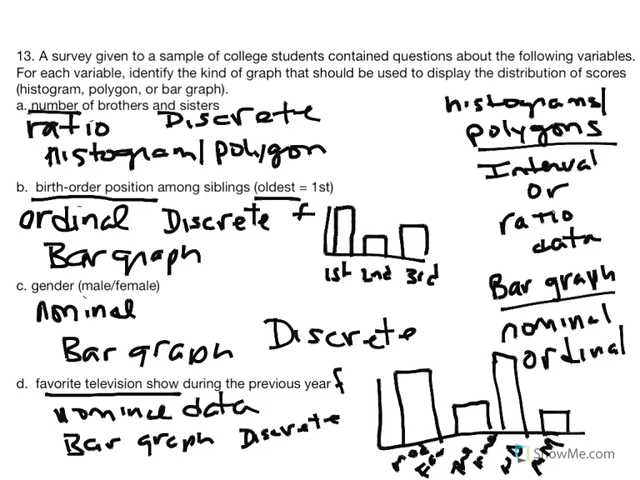 13. A survey given to a sample of college students contained questions about the following variables.
For each variable, identify the kind of graph that should be used to display the distribution of scores
(histogram, polygon, or bar graph).
a. number of brothers and sisters
ratio Discrete
Histogram/polygon
b. birth-order position among siblings (oldest = 1st)
ordinal Discrete f
Bar graph
1st 2nd 3rd
c. gender (male/female)
nominal
Bar graph Discrete
d. favorite television show during the previous year f
nominal data
Bar graph Discrete
histograms/
polygons
Interval
or
ratio
data
Bar graph
nominal
ordinal
ShowMe.com